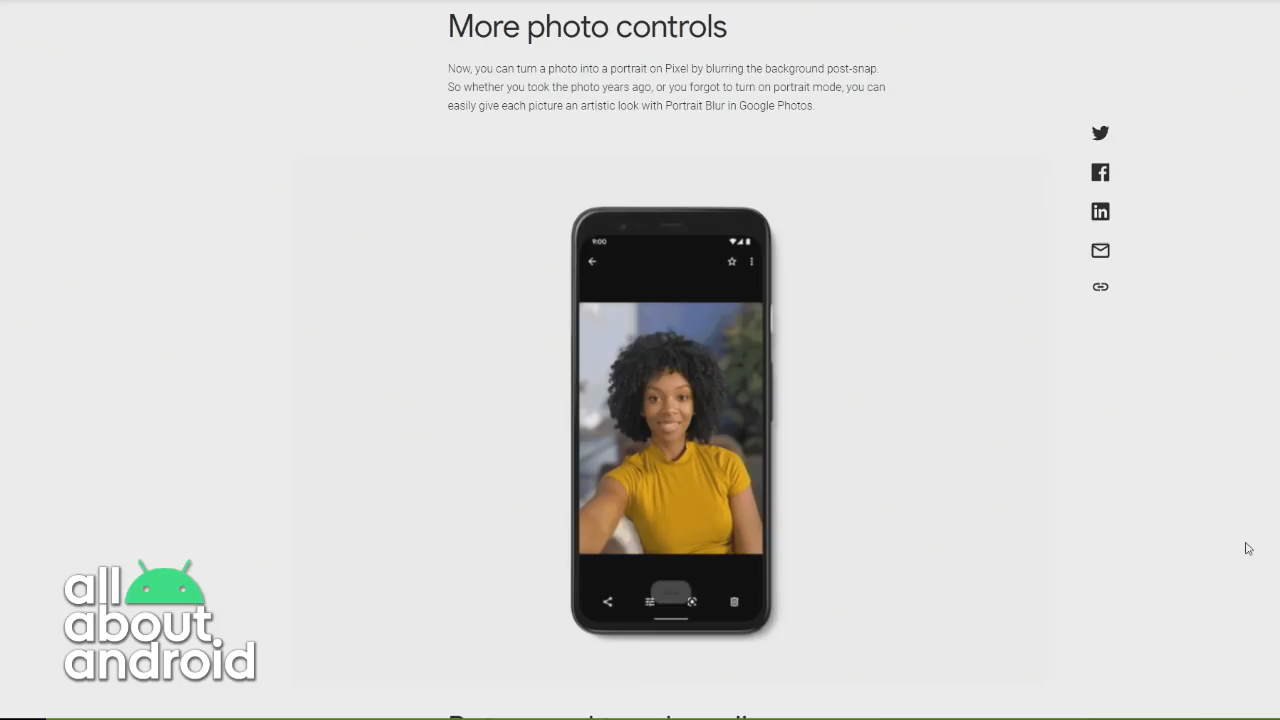 More photo controls
Now, you can turn a photo into a portrait on Pixel by blurring the background post-snap.
So whether you took the photo years ago, or you forgot to turn on portrait mode, you can
easily give each picture an artistic look with Portrait Blur in Google Photos.
9:00
all
about
android